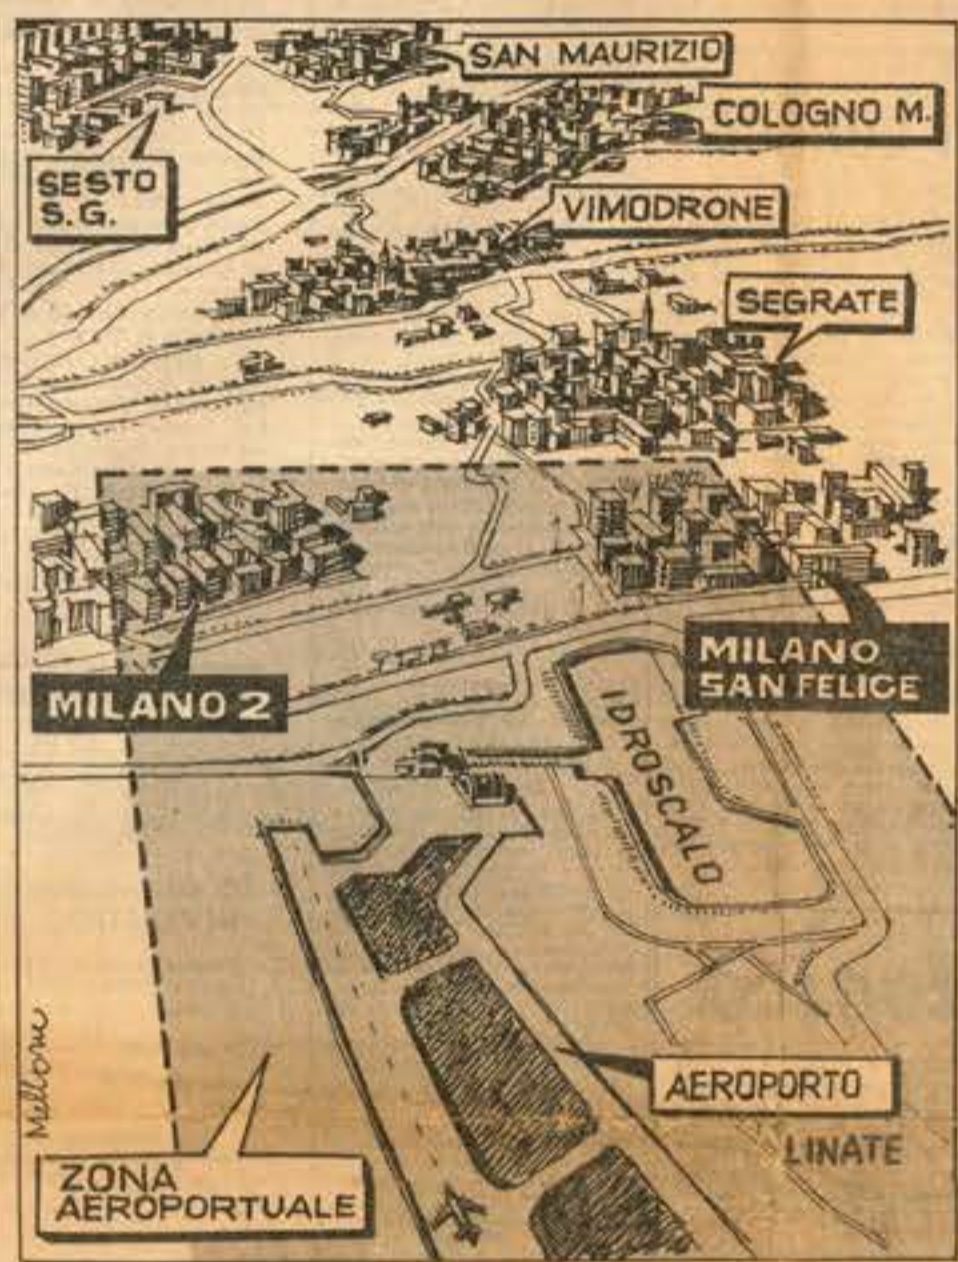 SAN MAURIZIO
COLOGNO M.
SESTO
S.G.
VIMODRONE
SEGRATE
MILANO 2
MILANO
SAN FELICE
IDROSCALO
AEROPORTO
LINATE
ZONA
AEROPORTUALE